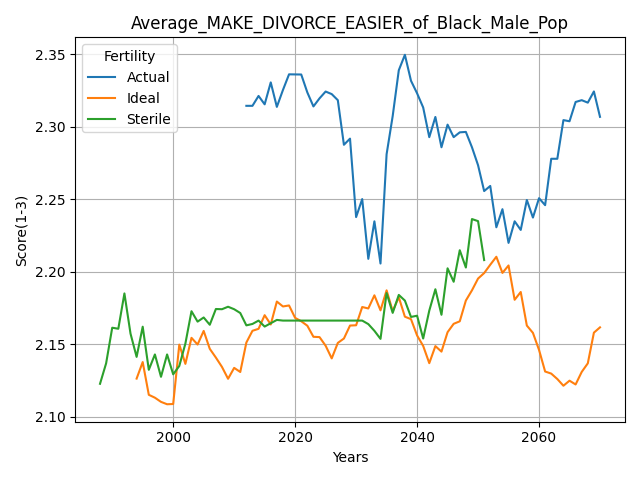 Average_MAKE_DIVORCE_EASIER_of_Black_Male_Pop
Fertility
Actual
Ideal
Sterile
Score(1-3)
2.35
2.30
2.25
2.20
2.15
2.10
2000
2020
2040
2060
Years